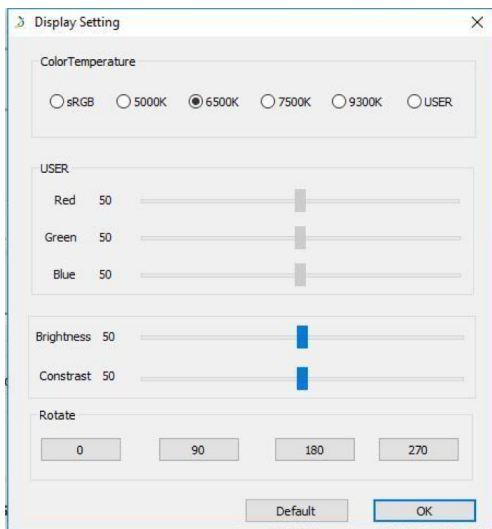 Display Setting
ColorTemperature
sRGB 5000K 6500K 7500K 9300K USER
USER
Red 50
Green 50
Blue 50
Brightness 50
Constrast 50
Rotate
0 90 180 270
Default OK